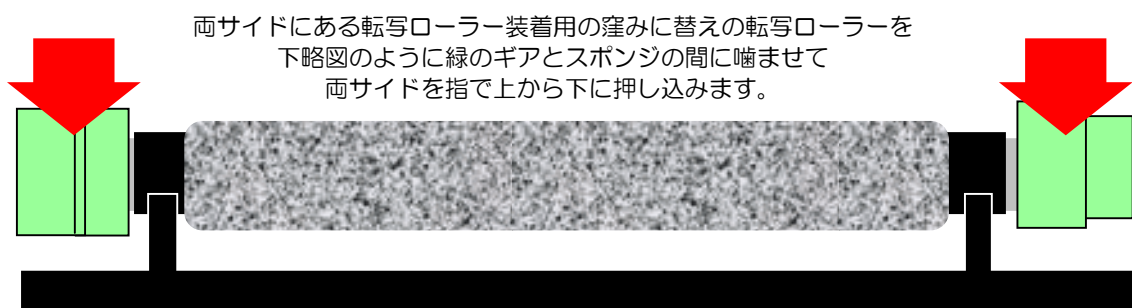 両サイドにある転写ローラー装着用の窪みに替えの転写ローラーを
下略図のように緑のギアとスポンジの間に噛ませて
両サイドを指で上から下に押し込みます。